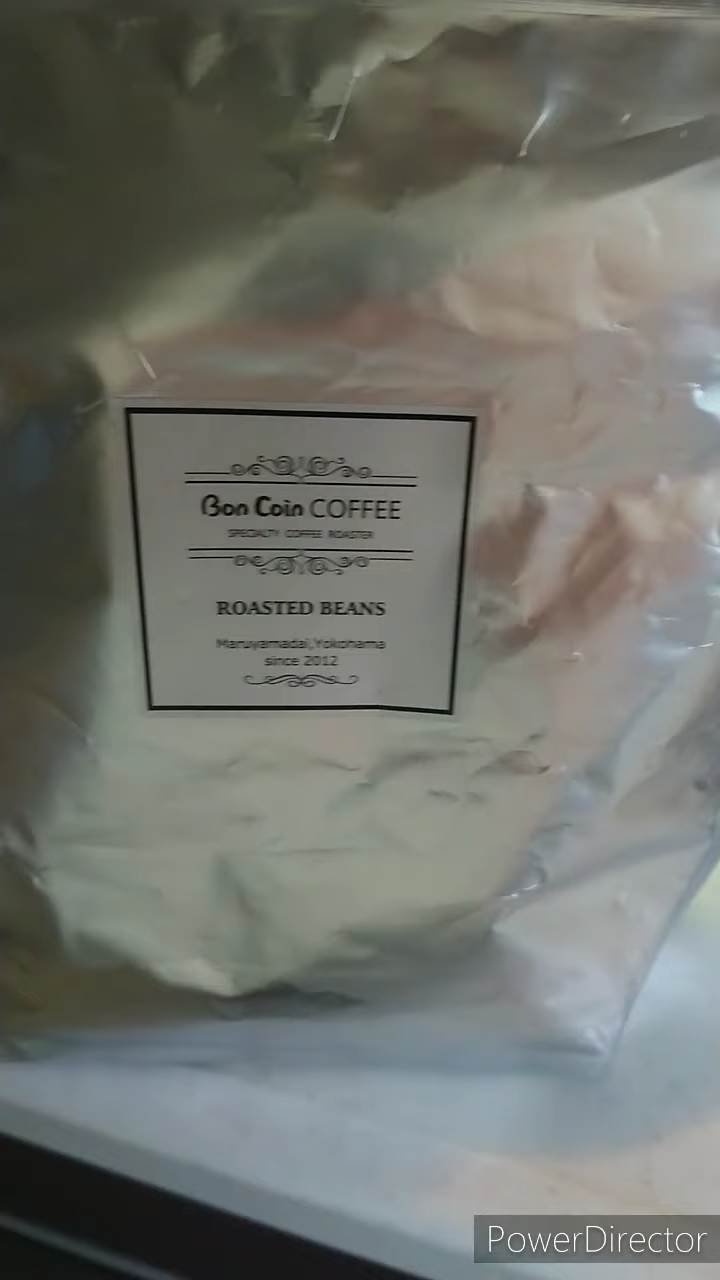 Bon Coin COFFEE
SPECIALTY COFFEE ROASTER
ROASTED BEANS
Maruyamadai,Yokohama
since 2012
PowerDirector